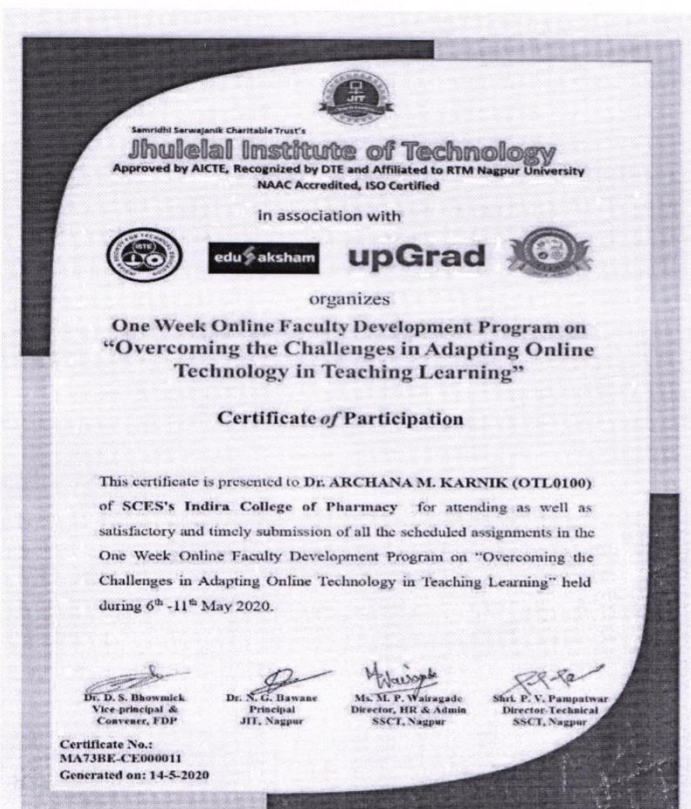 JIT
Samridhi Sarwajanik Charitable Trust's
Jhulelal Institute of Technology
Approved by AICTE, Recognized by DTE and Affiliated to RTM Nagpur University
NAAC Accredited, ISO Certified
in association with
ISTE
edu aksham
upGrad
organizes
One Week Online Faculty Development Program on
“Overcoming the Challenges in Adapting Online
Technology in Teaching Learning”
Certificate of Participation
This certificate is presented to Dr. ARCHANA M. KARNIK (OTL0100)
of SCES's Indira College of Pharmacy for attending as well as
satisfactory and timely submission of all the scheduled assignments in the
One Week Online Faculty Development Program on “Overcoming the
Challenges in Adapting Online Technology in Teaching Learning” held
during 6th -11th May 2020.
Dr. D. S. Bhowmick Dr. N. G. Bawane Ms. M. P. Wairagade Shri. P. V. Pampatwar
Vice-principal & Principal Director, HR & Admin Director-Technical
Convener, FDP JIT, Nagpur SSCT, Nagpur SSCT, Nagpur
Certificate No.:
MA73BE-CE000011
Generated on: 14-5-2020